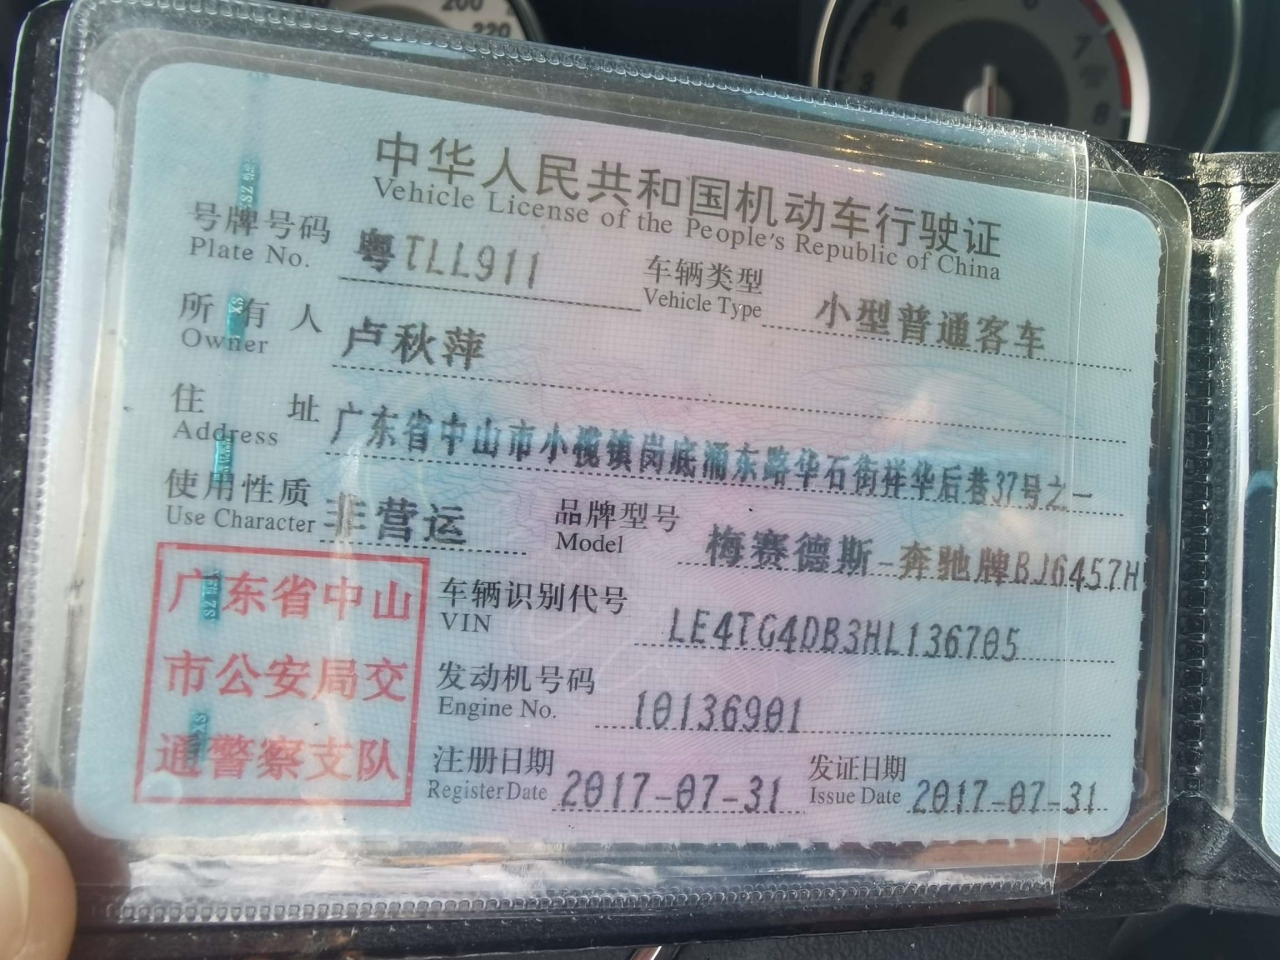 200
220
4
7
8
中华人民共和国机动车行驶证
Vehicle License of the People's Republic of China
号牌号码 粤TLL911 车辆类型 小型普通客车
Plate No. Vehicle Type
所有人 卢秋萍
Owner
住址 广东省中山市小榄镇岗底涌东路华石街祥华后巷37号之一
Address
使用性质 非营运 品牌型号 梅赛德斯-奔驰牌BJ6457H
Use Character Model
广东省中山
市公安局交
通警察支队
车辆识别代号 LE4TG4DB3HL136705
VIN
发动机号码 10136901
Engine No.
注册日期 2017-07-31 发证日期 2017-07-31
Register Date Issue Date